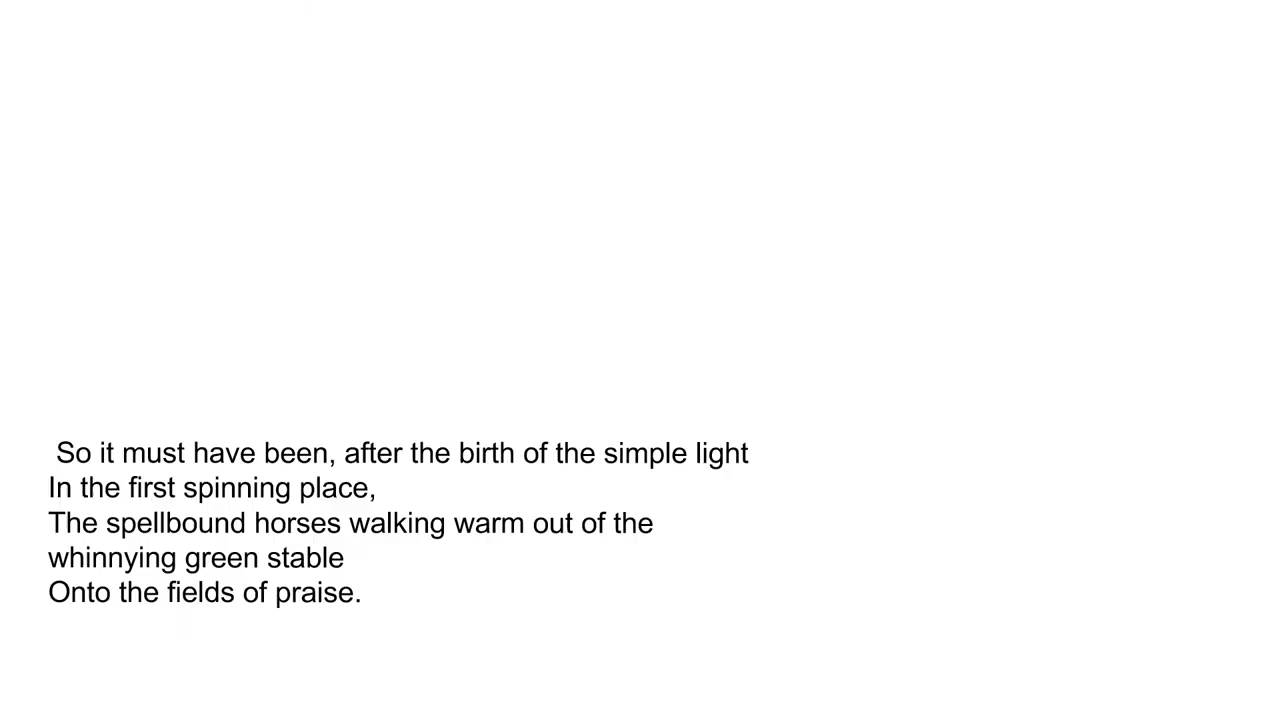 So it must have been, after the birth of the simple light
In the first spinning place,
The spellbound horses walking warm out of the
whinnying green stable
Onto the fields of praise.